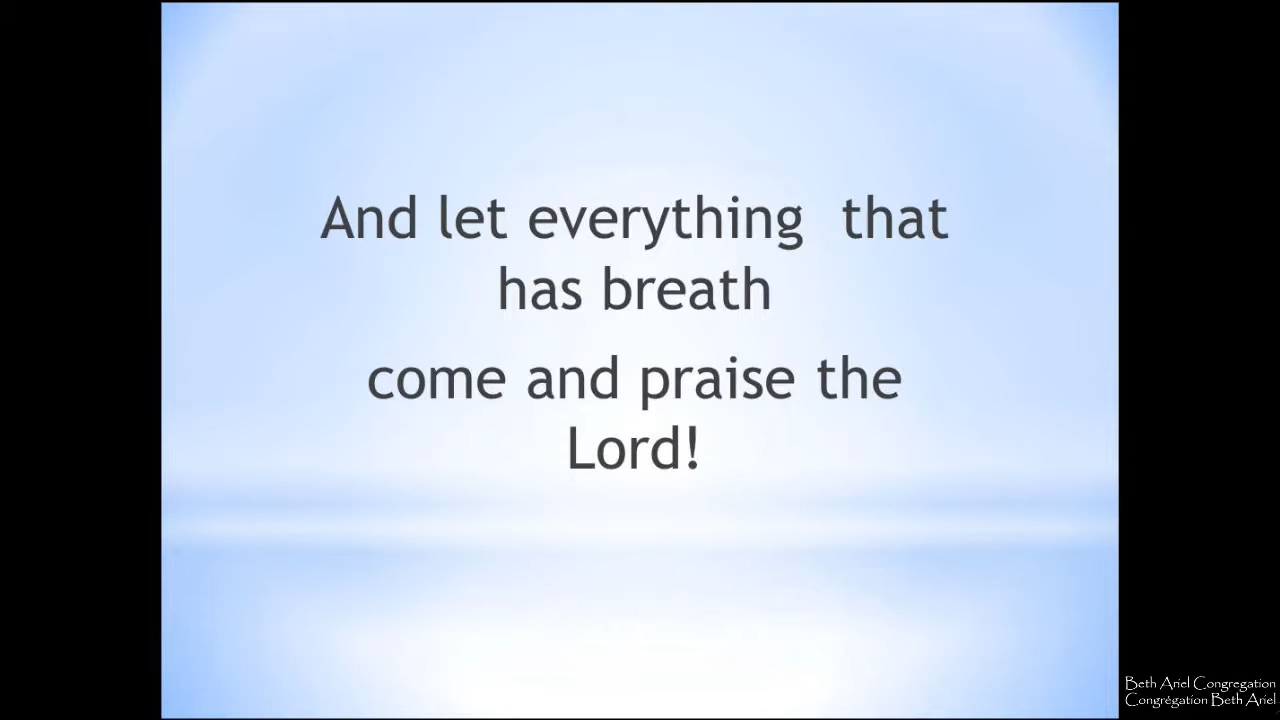 And let everything  that
has breath
come and praise the
Lord!
Beth Ariel Congregation
Congrégation Beth Ariel